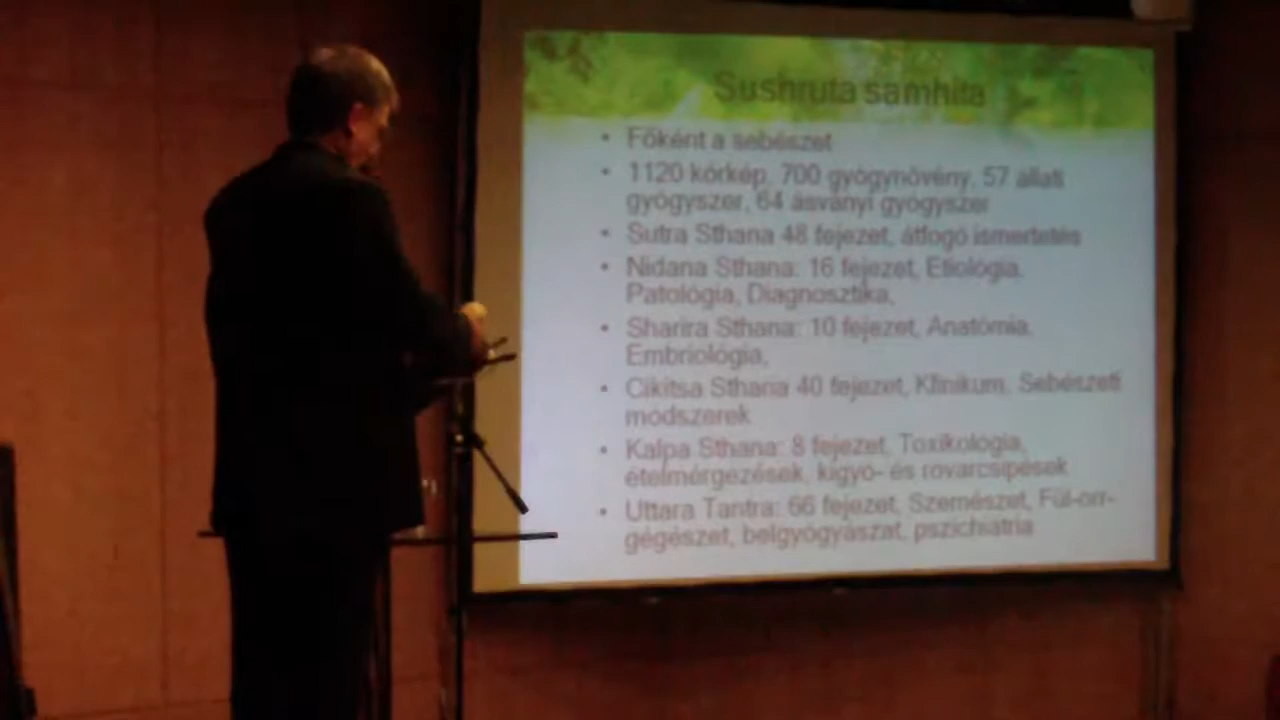 Sushruta samhita
• Főként a sebészet
• 1120 kórkép, 700 gyógynövény, 57 állati
gyógyszer, 64 ásványi gyógyszer
• Sutra Sthana 48 fejezet, átfogó ismertetés
• Nidana Sthana: 16 fejezet, Etiológia,
Patológia, Diagnosztika,
• Sharira Sthana: 10 fejezet, Anatómia,
Embriológia,
• Cikitsa Sthana 40 fejezet, Klinikum, Sebészeti
módszerek
• Kalpa Sthana: 8 fejezet, Toxikológia,
ételmérgezések, kígyó- és rovarcsípések
• Uttara Tantra: 66 fejezet, Szemészet, Fül-orr-
gégészet, belgyógyászat, pszichiátria